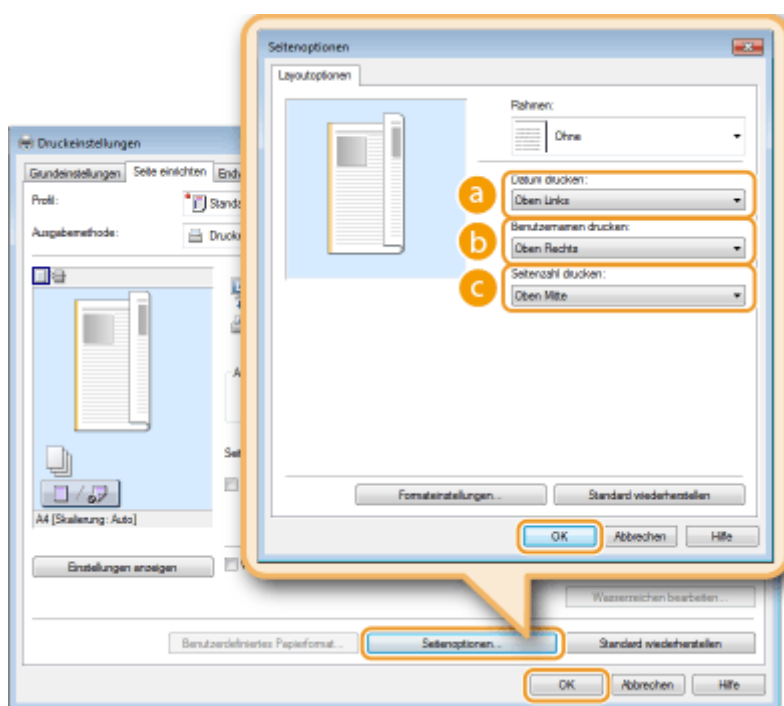 Seitenoptionen
Layoutoptionen
Rahmen:
Ohne
a
Datum drucken:
Oben Links
b
Benutzernamen drucken:
Oben Rechts
c
Seitenzahl drucken:
Oben Mitte
Formateinstellungen...
Standard wiederherstellen
OK
Abbrechen
Hilfe
Druckeinstellungen
Grundeinstellungen
Seite einrichten
Profil:
Ausgabemethode:
A4 [Skalierung: Auto]
Einstellungen anzeigen
Wasserzeichen bearbeiten...
Benutzerdefiniertes Papierformat...
Seitenoptionen...
Standard wiederherstellen
OK
Abbrechen
Hilfe